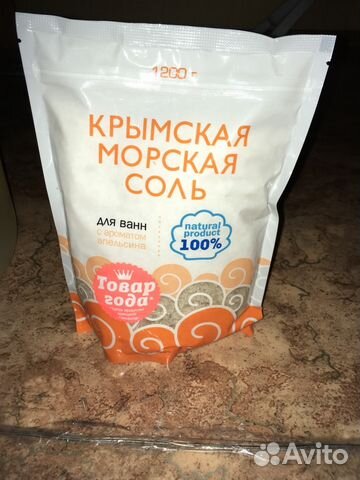 1200 г
КРЫМСКАЯ
МОРСКАЯ
СОЛЬ
для ванн
с ароматом
апельсина
natural
product
100%
Товар
года
Avito